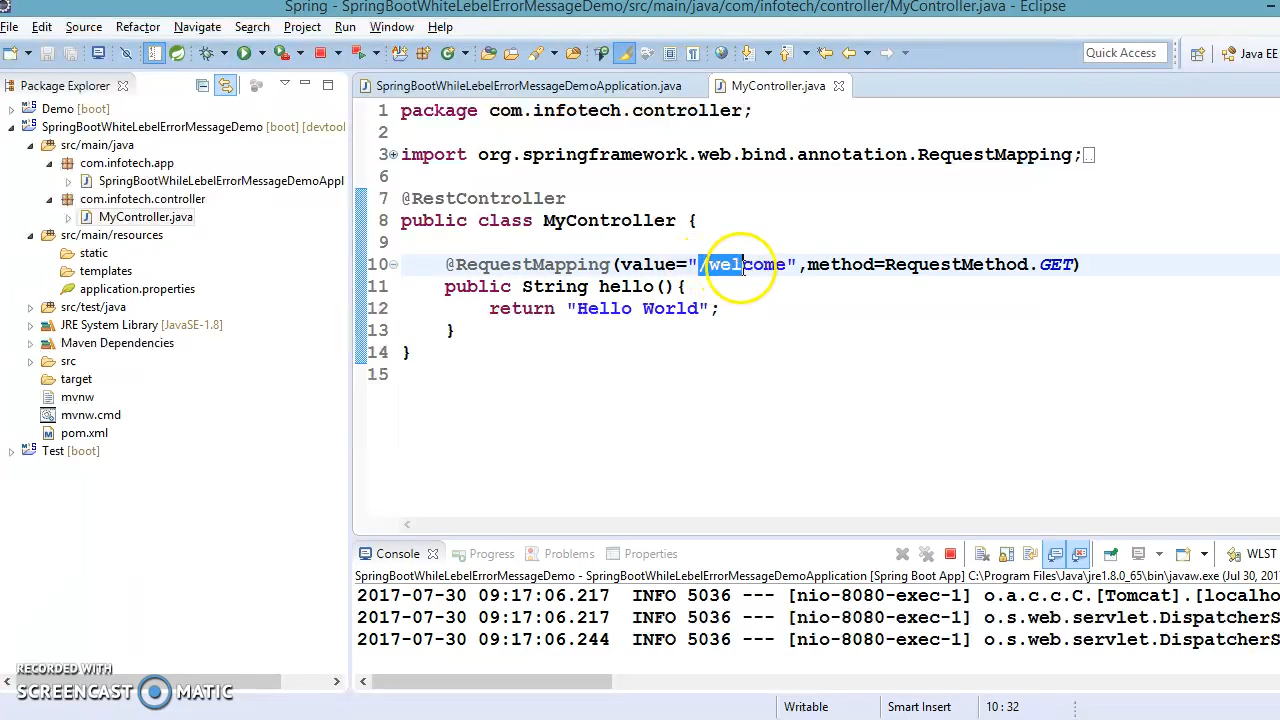 Spring - SpringBootWhiteLebelErrorMessageDemo/src/main/java/com/infotech/controller/MyController.java - Eclipse
File Edit Source Refactor Navigate Search Project Run Window Help
Quick Access
Java EE
Package Explorer
SpringBootWhileLebelErrorMessageDemoApplication.java
MyController.java
Demo [boot]
SpringBootWhiteLebelErrorMessageDemo [boot] [devtool
src/main/java
com.infotech.app
SpringBootWhileLebelErrorMessageDemoAppl
com.infotech.controller
MyController.java
src/main/resources
static
templates
application.properties
src/test/java
JRE System Library [JavaSE-1.8]
Maven Dependencies
src
target
mvnw
mvnw.cmd
pom.xml
Test [boot]
1 package com.infotech.controller;
2
3 import org.springframework.web.bind.annotation.RequestMapping;
6
7 @RestController
8 public class MyController {
9
10 @RequestMapping(value="/welcome",method=RequestMethod.GET)
11 public String hello(){
12 return "Hello World";
13 }
14 }
15
Console Progress Problems Properties
WLST
SpringBootWhileLebelErrorMessageDemo - SpringBootWhileLebelErrorMessageDemoApplication [Spring Boot App] C:\Program Files\Java\jre1.8.0_65\bin\javaw.exe (Jul 30, 201
2017-07-30 09:17:06.217 INFO 5036 --- [nio-8080-exec-1] o.a.c.c.C.[Tomcat].[localho
2017-07-30 09:17:06.217 INFO 5036 --- [nio-8080-exec-1] o.s.web.servlet.DispatcherS
2017-07-30 09:17:06.244 INFO 5036 --- [nio-8080-exec-1] o.s.web.servlet.DispatcherS
RECORDED WITH
SCREENCAST MATIC
Writable Smart Insert 10 : 32